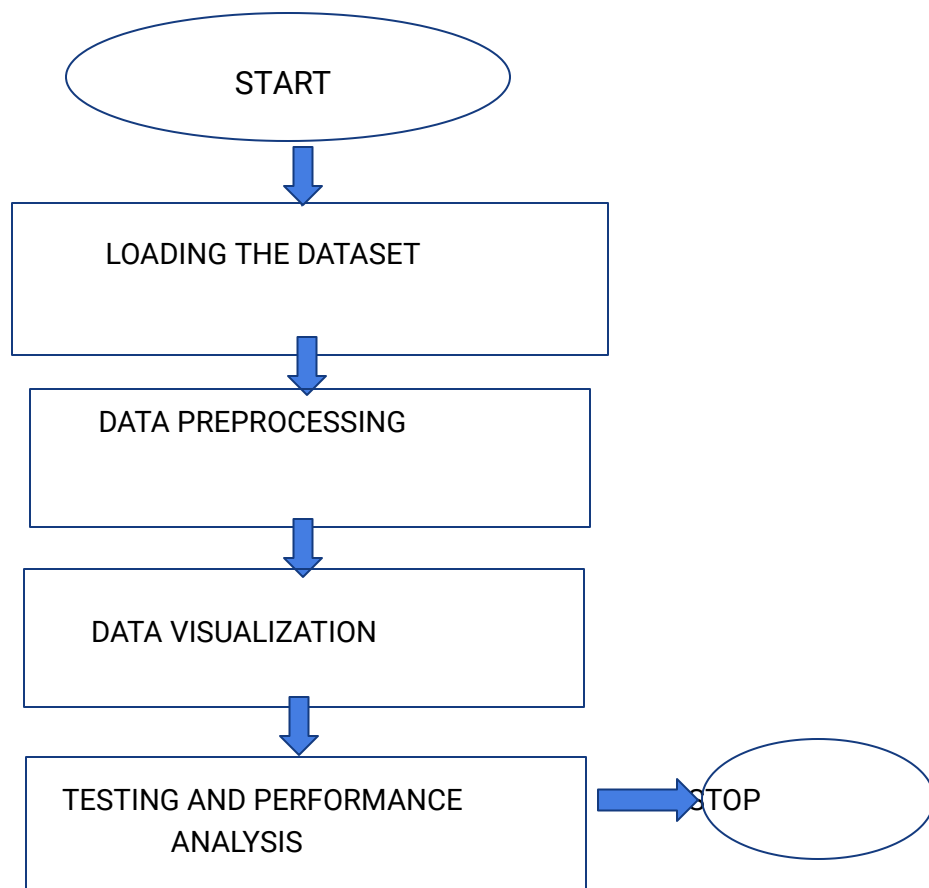 START
LOADING THE DATASET
DATA PREPROCESSING
DATA VISUALIZATION
TESTING AND PERFORMANCE
ANALYSIS
STOP